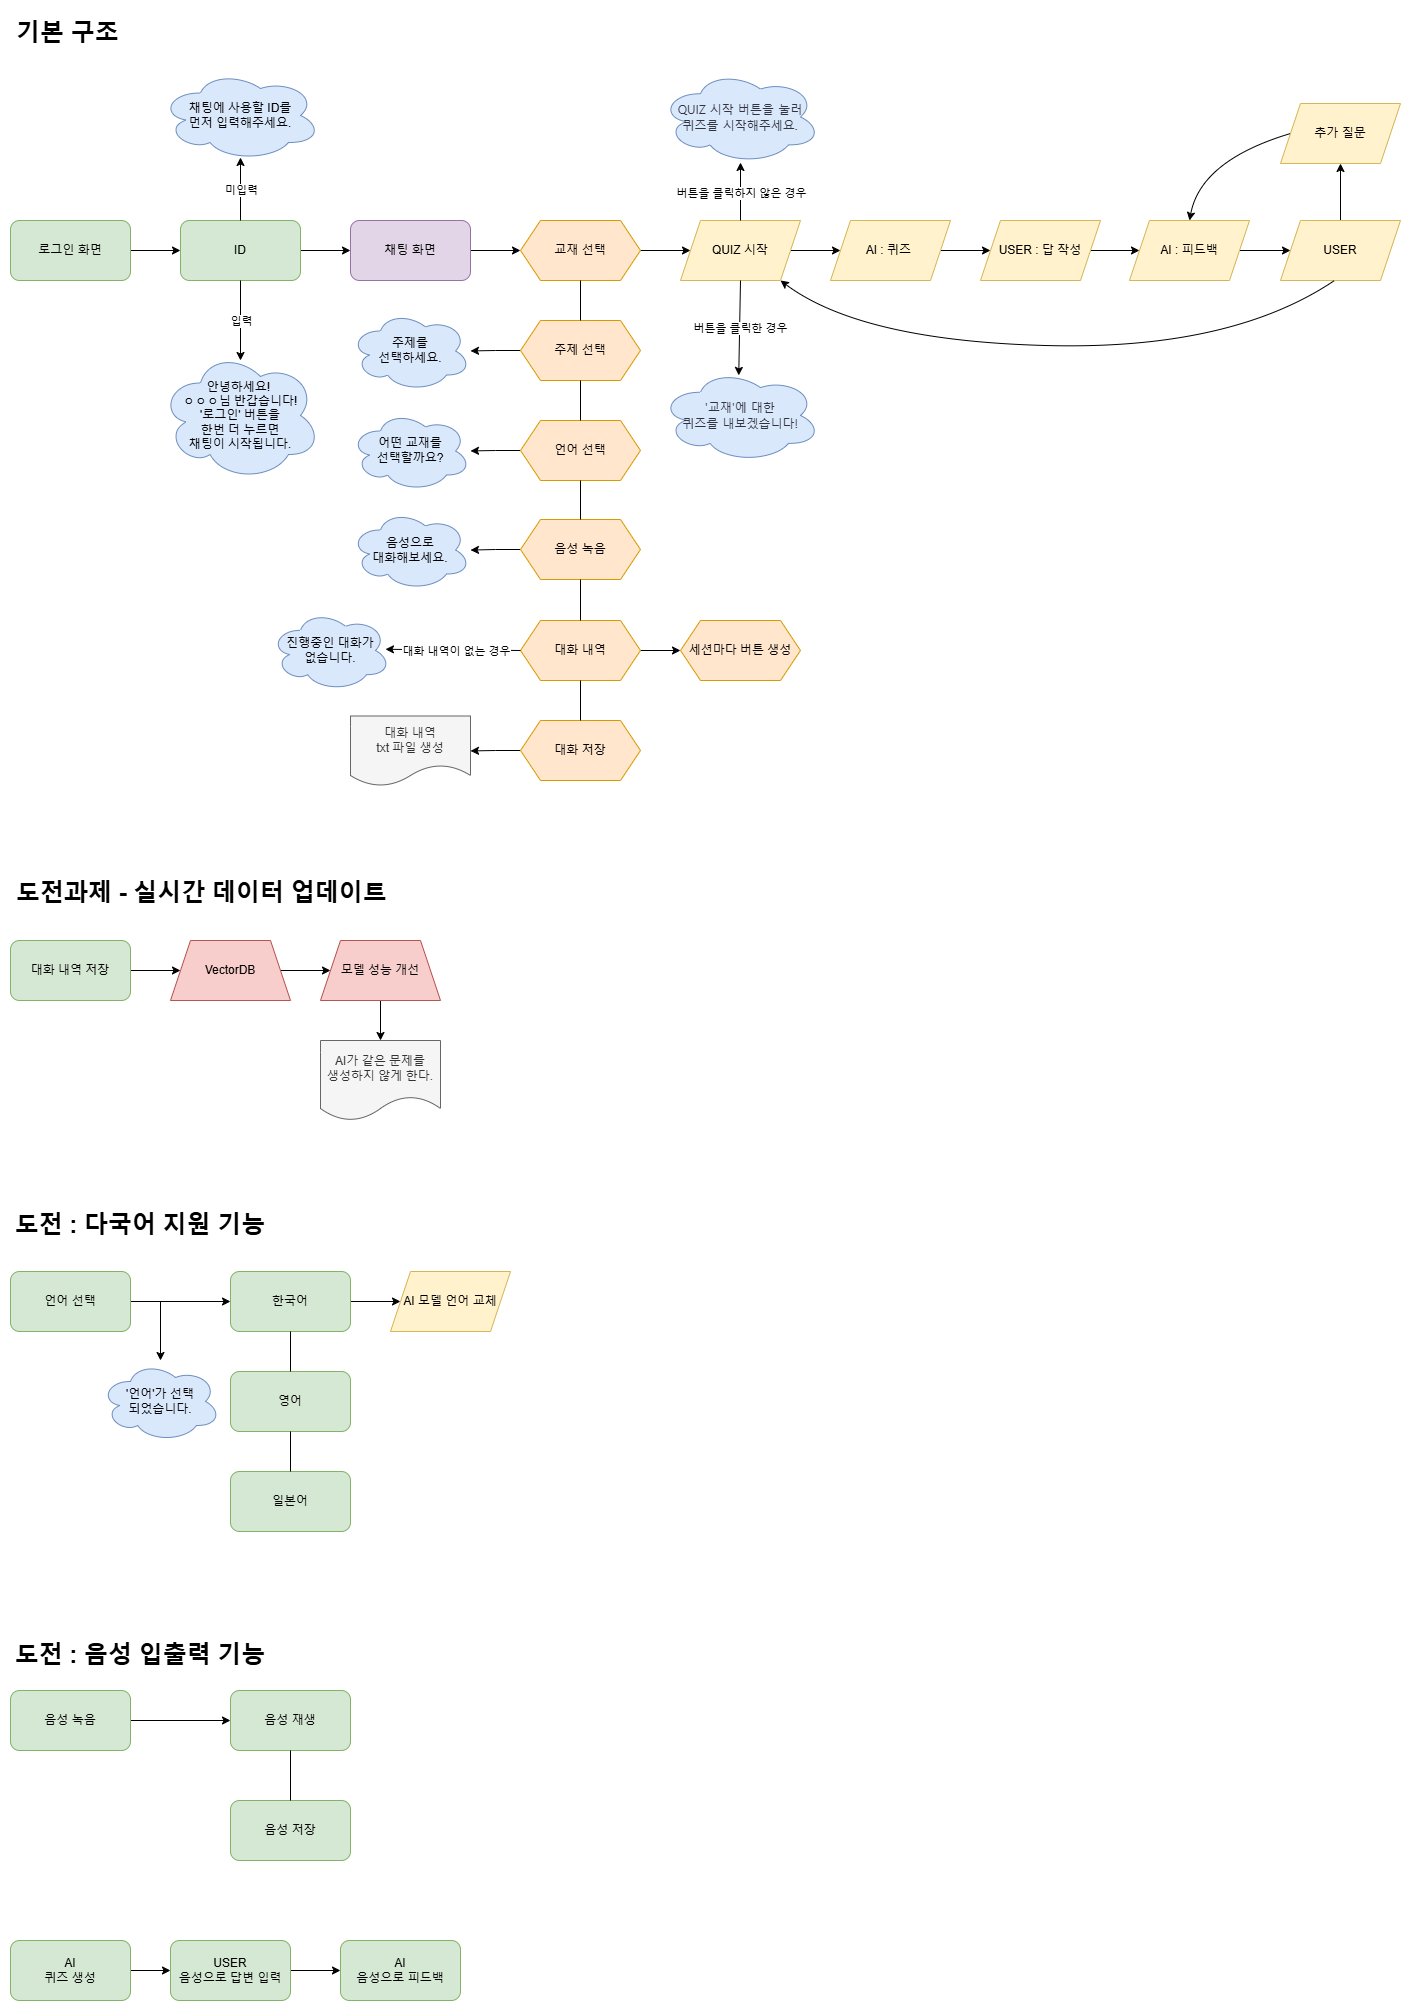 기본 구조
채팅에 사용할 ID를
먼저 입력해주세요.
QUIZ 시작 버튼을 눌러
퀴즈를 시작해주세요.
추가 질문
미입력
버튼을 클릭하지 않은 경우
로그인 화면
ID
채팅 화면
교재 선택
QUIZ 시작
AI : 퀴즈
USER : 답 작성
AI : 피드백
USER
입력
버튼을 클릭한 경우
안녕하세요!
ㅇㅇㅇ님 반갑습니다!
'로그인' 버튼을
한번 더 누르면
채팅이 시작됩니다.
주제를
선택하세요.
주제 선택
'교재'에 대한
퀴즈를 내보겠습니다!
어떤 교재를
선택할까요?
언어 선택
음성으로
대화해보세요.
음성 녹음
진행중인 대화가
없습니다.
대화 내역이 없는 경우
대화 내역
세션마다 버튼 생성
대화 내역
txt 파일 생성
대화 저장
도전과제 - 실시간 데이터 업데이트
대화 내역 저장
VectorDB
모델 성능 개선
AI가 같은 문제를
생성하지 않게 한다.
도전 : 다국어 지원 기능
언어 선택
한국어
AI 모델 언어 교체
'언어'가 선택
되었습니다.
영어
일본어
도전 : 음성 입출력 기능
음성 녹음
음성 재생
음성 저장
AI
퀴즈 생성
USER
음성으로 답변 입력
AI
음성으로 피드백